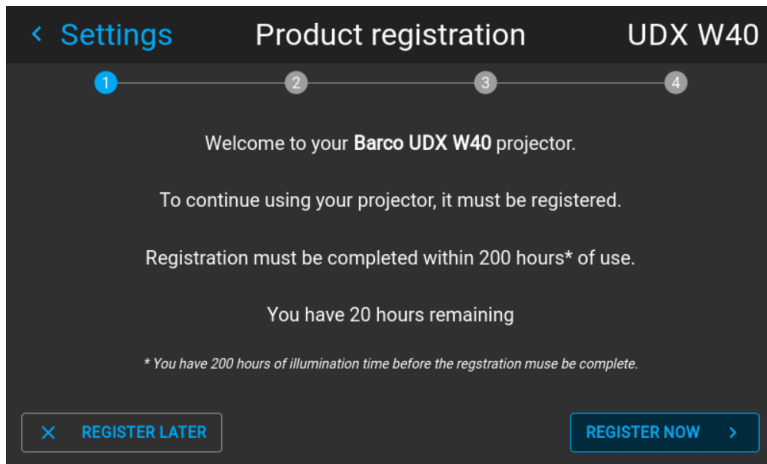 Settings Product registration UDX W40
1 2 3 4
Welcome to your Barco UDX W40 projector.
To continue using your projector, it must be registered.
Registration must be completed within 200 hours* of use.
You have 20 hours remaining
* You have 200 hours of illumination time before the regstration muse be complete.
REGISTER LATER REGISTER NOW